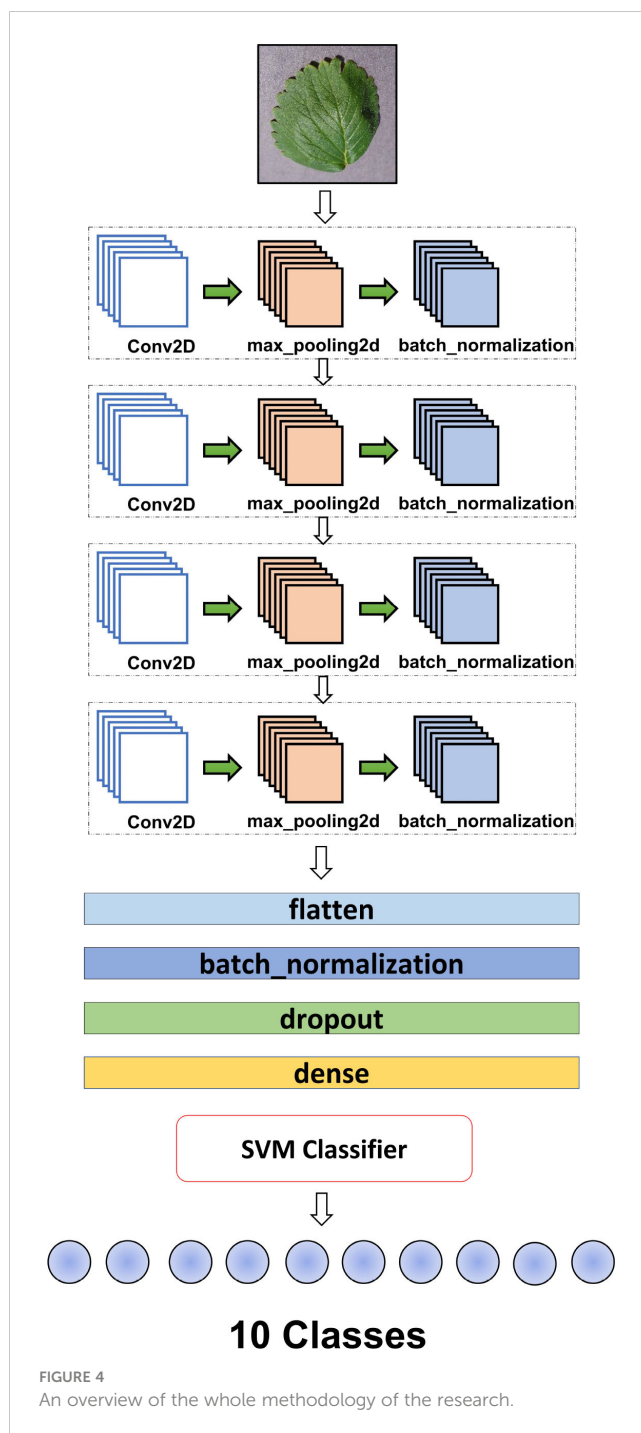 Conv2D max_pooling2d batch_normalization
Conv2D max_pooling2d batch_normalization
Conv2D max_pooling2d batch_normalization
Conv2D max_pooling2d batch_normalization
flatten
batch_normalization
dropout
dense
SVM Classifier
10 Classes
FIGURE 4
An overview of the whole methodology of the research.